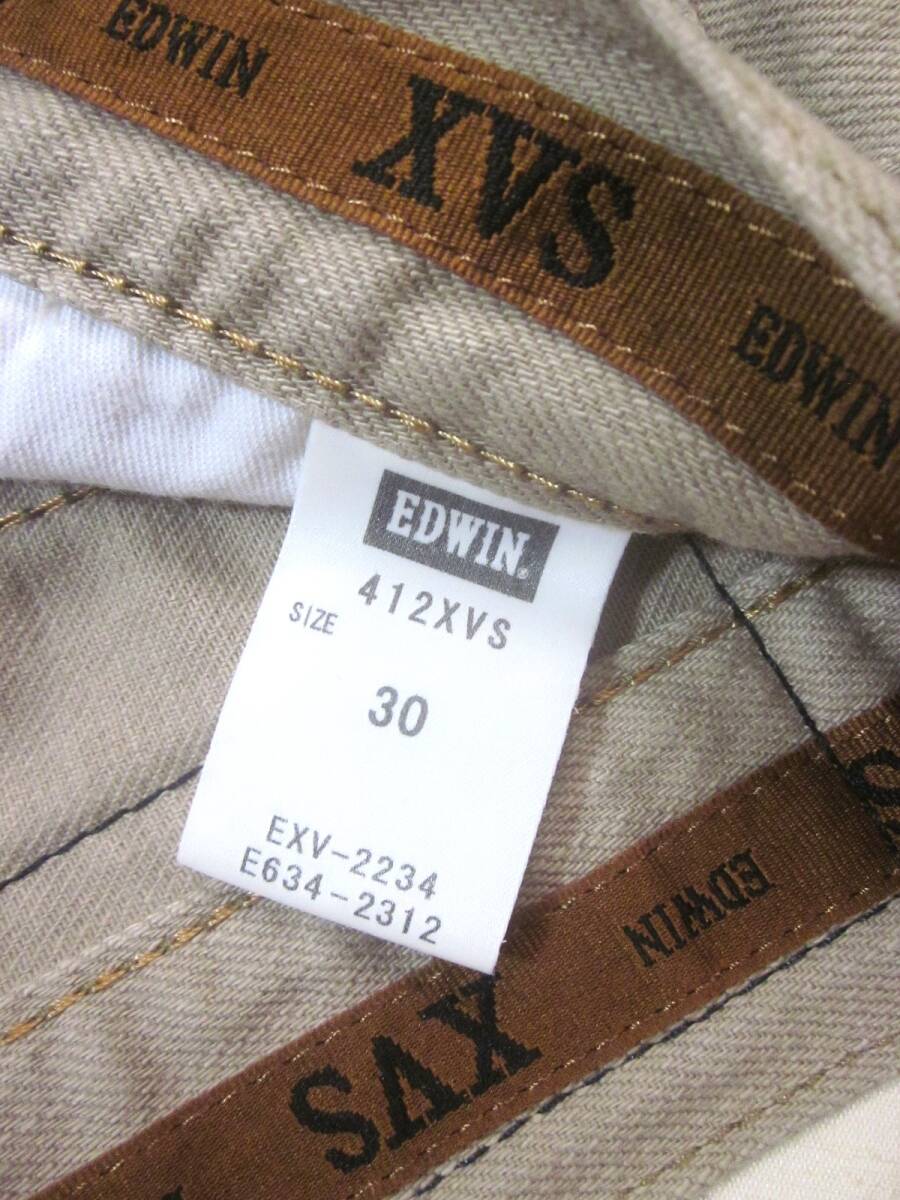 EDWIN XVS EDWIN
EDWIN®
412XVS
SIZE
30
EXV-2234
E634-2312
EDWIN
XVS